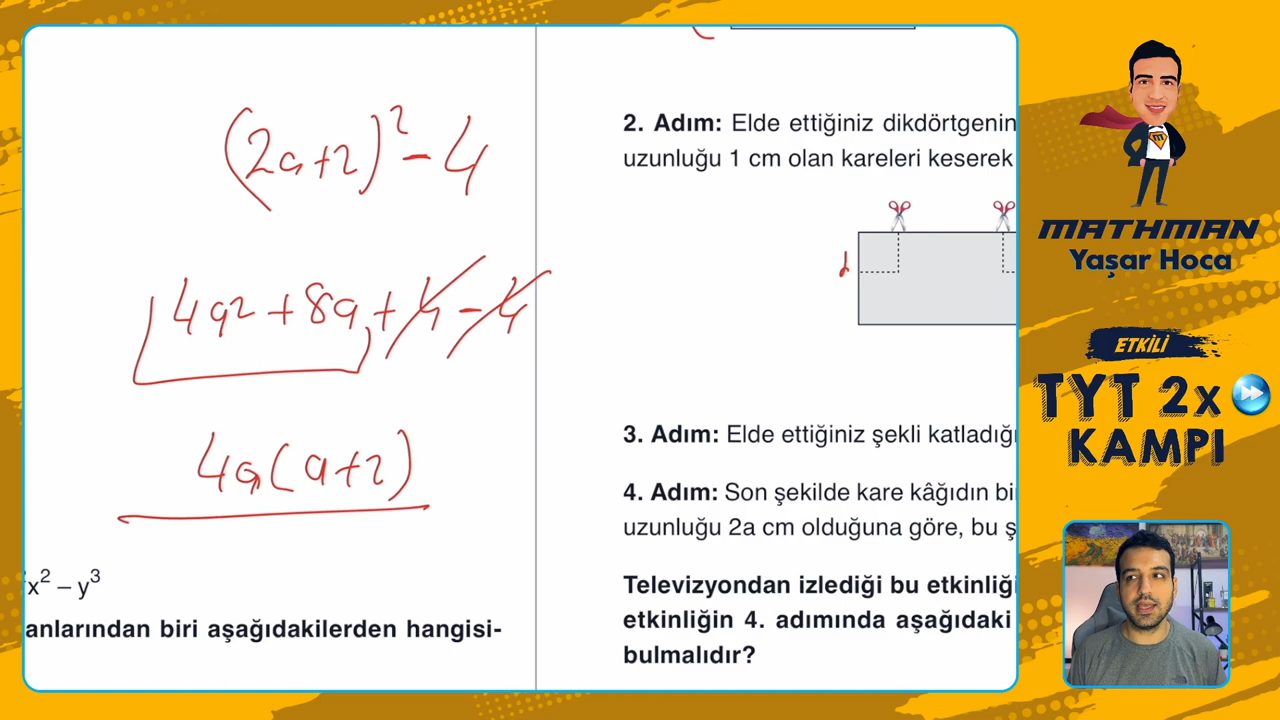 (2a+2)² - 4
4a² + 8a + 4 - 4
4a(a+2)
x² – y³
anlarından biri aşağıdakilerden hangisi-
2. Adım: Elde ettiğiniz dikdörtgenin
uzunluğu 1 cm olan kareleri keserek
3. Adım: Elde ettiğiniz şekli katladığı
4. Adım: Son şekilde kare kâğıdın bi
uzunluğu 2a cm olduğuna göre, bu ş
Televizyondan izlediği bu etkinliği
etkinliğin 4. adımında aşağıdaki
bulmalıdır?
MATHMAN
Yaşar Hoca
ETKİLİ
TYT 2x
KAMPI